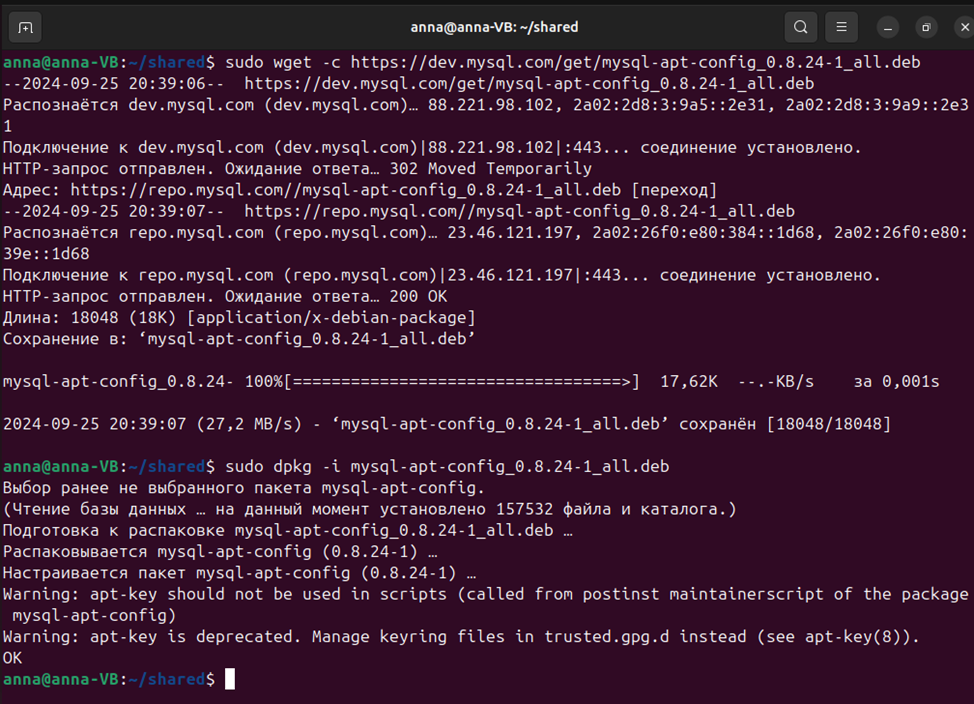 anna@anna-VB: ~/shared
anna@anna-VB:~/shared$ sudo wget -c https://dev.mysql.com/get/mysql-apt-config_0.8.24-1_all.deb
--2024-09-25 20:39:06--  https://dev.mysql.com/get/mysql-apt-config_0.8.24-1_all.deb
Распознаётся dev.mysql.com (dev.mysql.com)… 88.221.98.102, 2a02:2d8:3:9a5::2e31, 2a02:2d8:3:9a9::2e3
1
Подключение к dev.mysql.com (dev.mysql.com)|88.221.98.102|:443... соединение установлено.
HTTP-запрос отправлен. Ожидание ответа… 302 Moved Temporarily
Адрес: https://repo.mysql.com//mysql-apt-config_0.8.24-1_all.deb [переход]
--2024-09-25 20:39:07--  https://repo.mysql.com//mysql-apt-config_0.8.24-1_all.deb
Распознаётся repo.mysql.com (repo.mysql.com)… 23.46.121.197, 2a02:26f0:e80:384::1d68, 2a02:26f0:e80:
39e::1d68
Подключение к repo.mysql.com (repo.mysql.com)|23.46.121.197|:443... соединение установлено.
HTTP-запрос отправлен. Ожидание ответа… 200 OK
Длина: 18048 (18K) [application/x-debian-package]
Сохранение в: ‘mysql-apt-config_0.8.24-1_all.deb’
mysql-apt-config_0.8.24- 100%[==================================>]  17,62K  --.-KB/s    за 0,001s
2024-09-25 20:39:07 (27,2 MB/s) - ‘mysql-apt-config_0.8.24-1_all.deb’ сохранён [18048/18048]
anna@anna-VB:~/shared$ sudo dpkg -i mysql-apt-config_0.8.24-1_all.deb
Выбор ранее не выбранного пакета mysql-apt-config.
(Чтение базы данных … на данный момент установлено 157532 файла и каталога.)
Подготовка к распаковке mysql-apt-config_0.8.24-1_all.deb …
Распаковывается mysql-apt-config (0.8.24-1) …
Настраивается пакет mysql-apt-config (0.8.24-1) …
Warning: apt-key should not be used in scripts (called from postinst maintainerscript of the package
 mysql-apt-config)
Warning: apt-key is deprecated. Manage keyring files in trusted.gpg.d instead (see apt-key(8)).
OK
anna@anna-VB:~/shared$